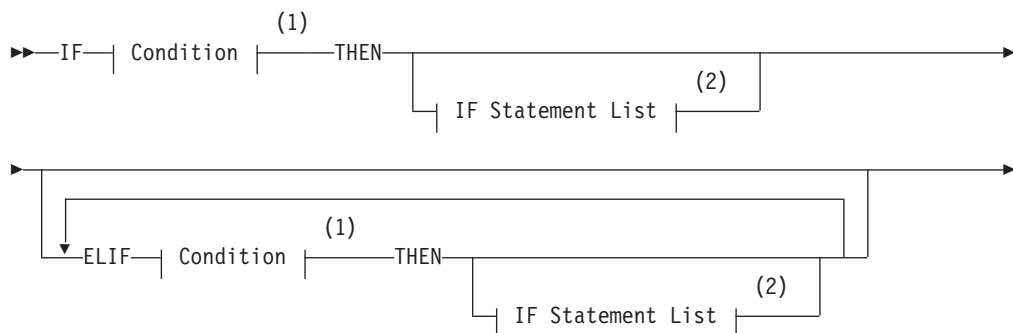 (1)
IF Condition THEN
(2)
IF Statement List
(1)
ELIF Condition THEN
(2)
IF Statement List